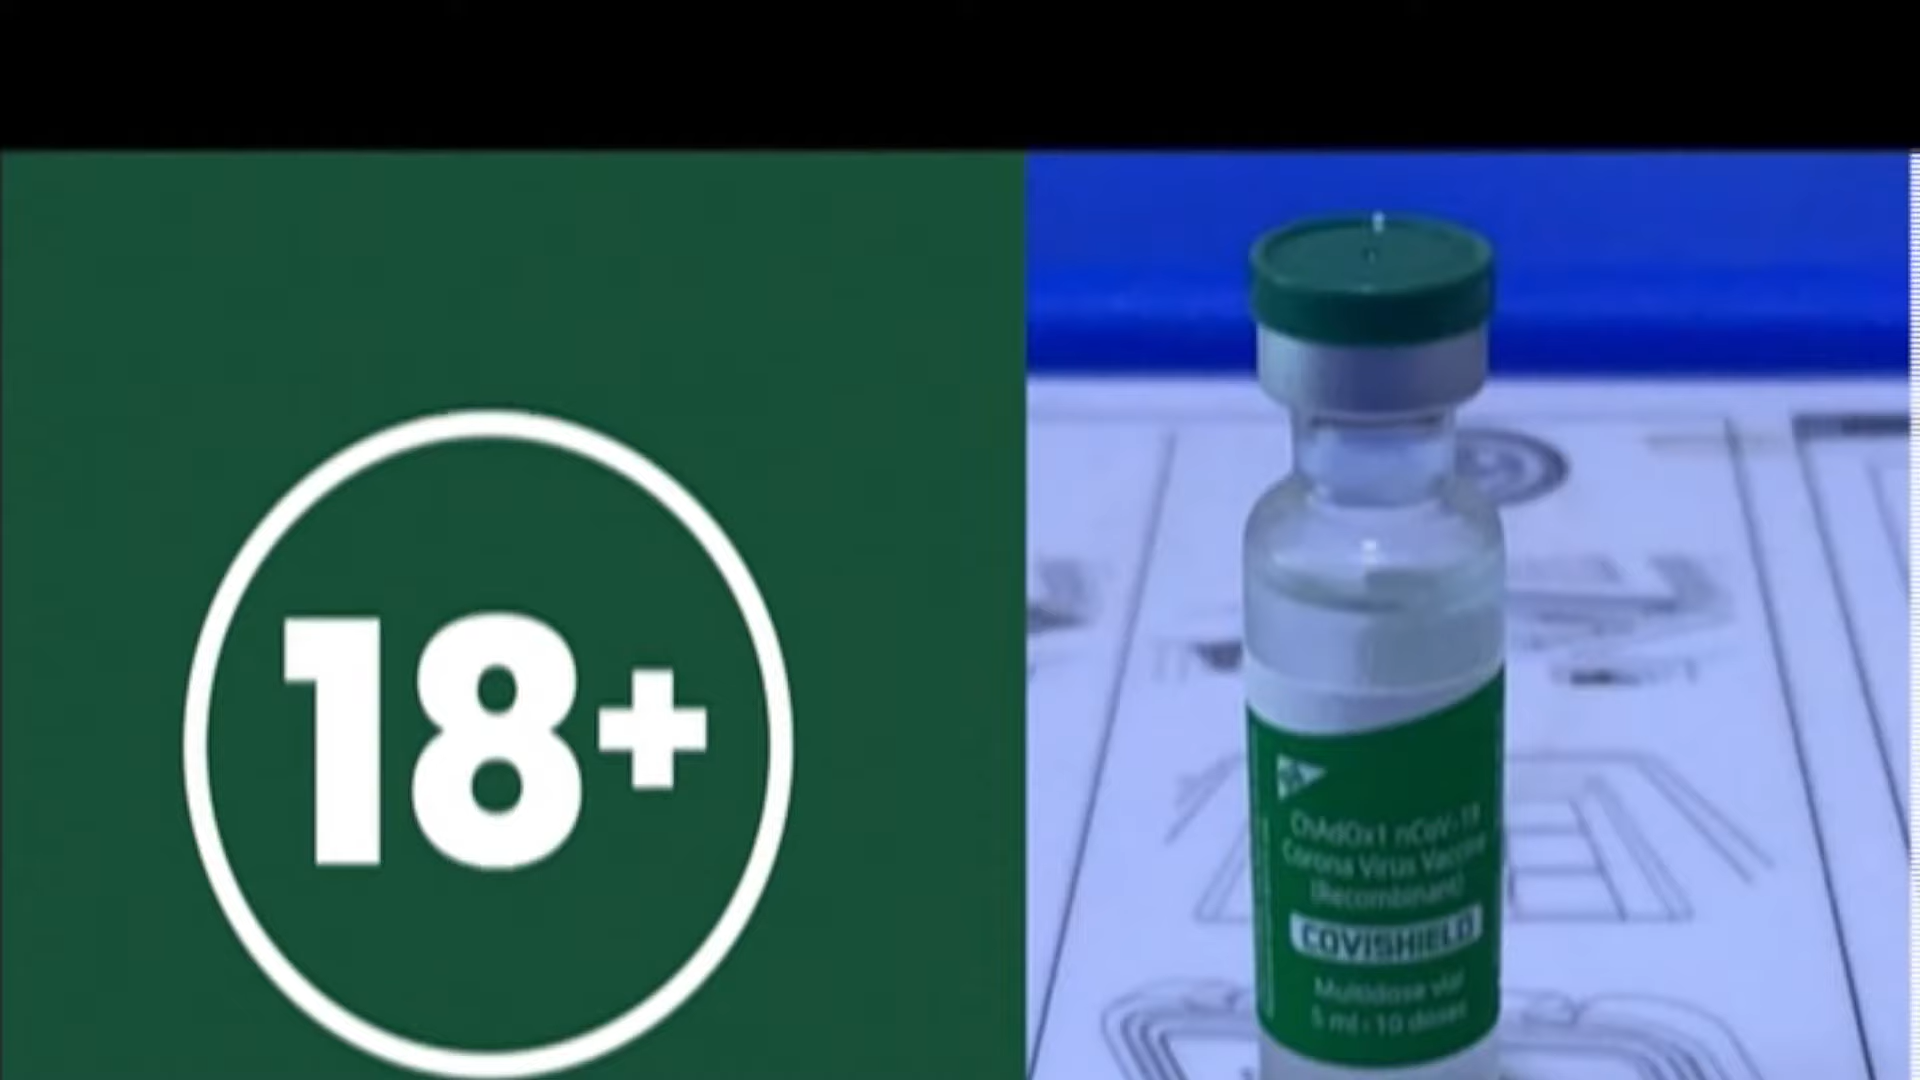 18+
ChAdOx1 nCoV-19
Corona Virus Vaccine
(Recombinant)
COVISHIELD
Multidose vial
5 ml - 10 doses